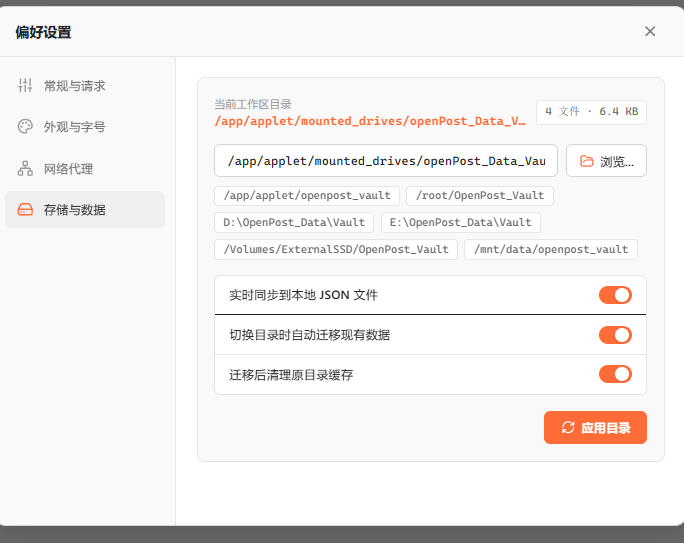 偏好设置
常规与请求
外观与字号
网络代理
存储与数据
当前工作区目录
/app/applet/mounted_drives/openPost_Data_V…
4 文件 · 6.4 KB
/app/applet/mounted_drives/openPost_Data_Vau
浏览…
/app/applet/openpost_vault
/root/OpenPost_Vault
D:\OpenPost_Data\Vault
E:\OpenPost_Data\Vault
/Volumes/ExternalSSD/OpenPost_Vault
/mnt/data/openpost_vault
实时同步到本地 JSON 文件
切换目录时自动迁移现有数据
迁移后清理原目录缓存
应用目录